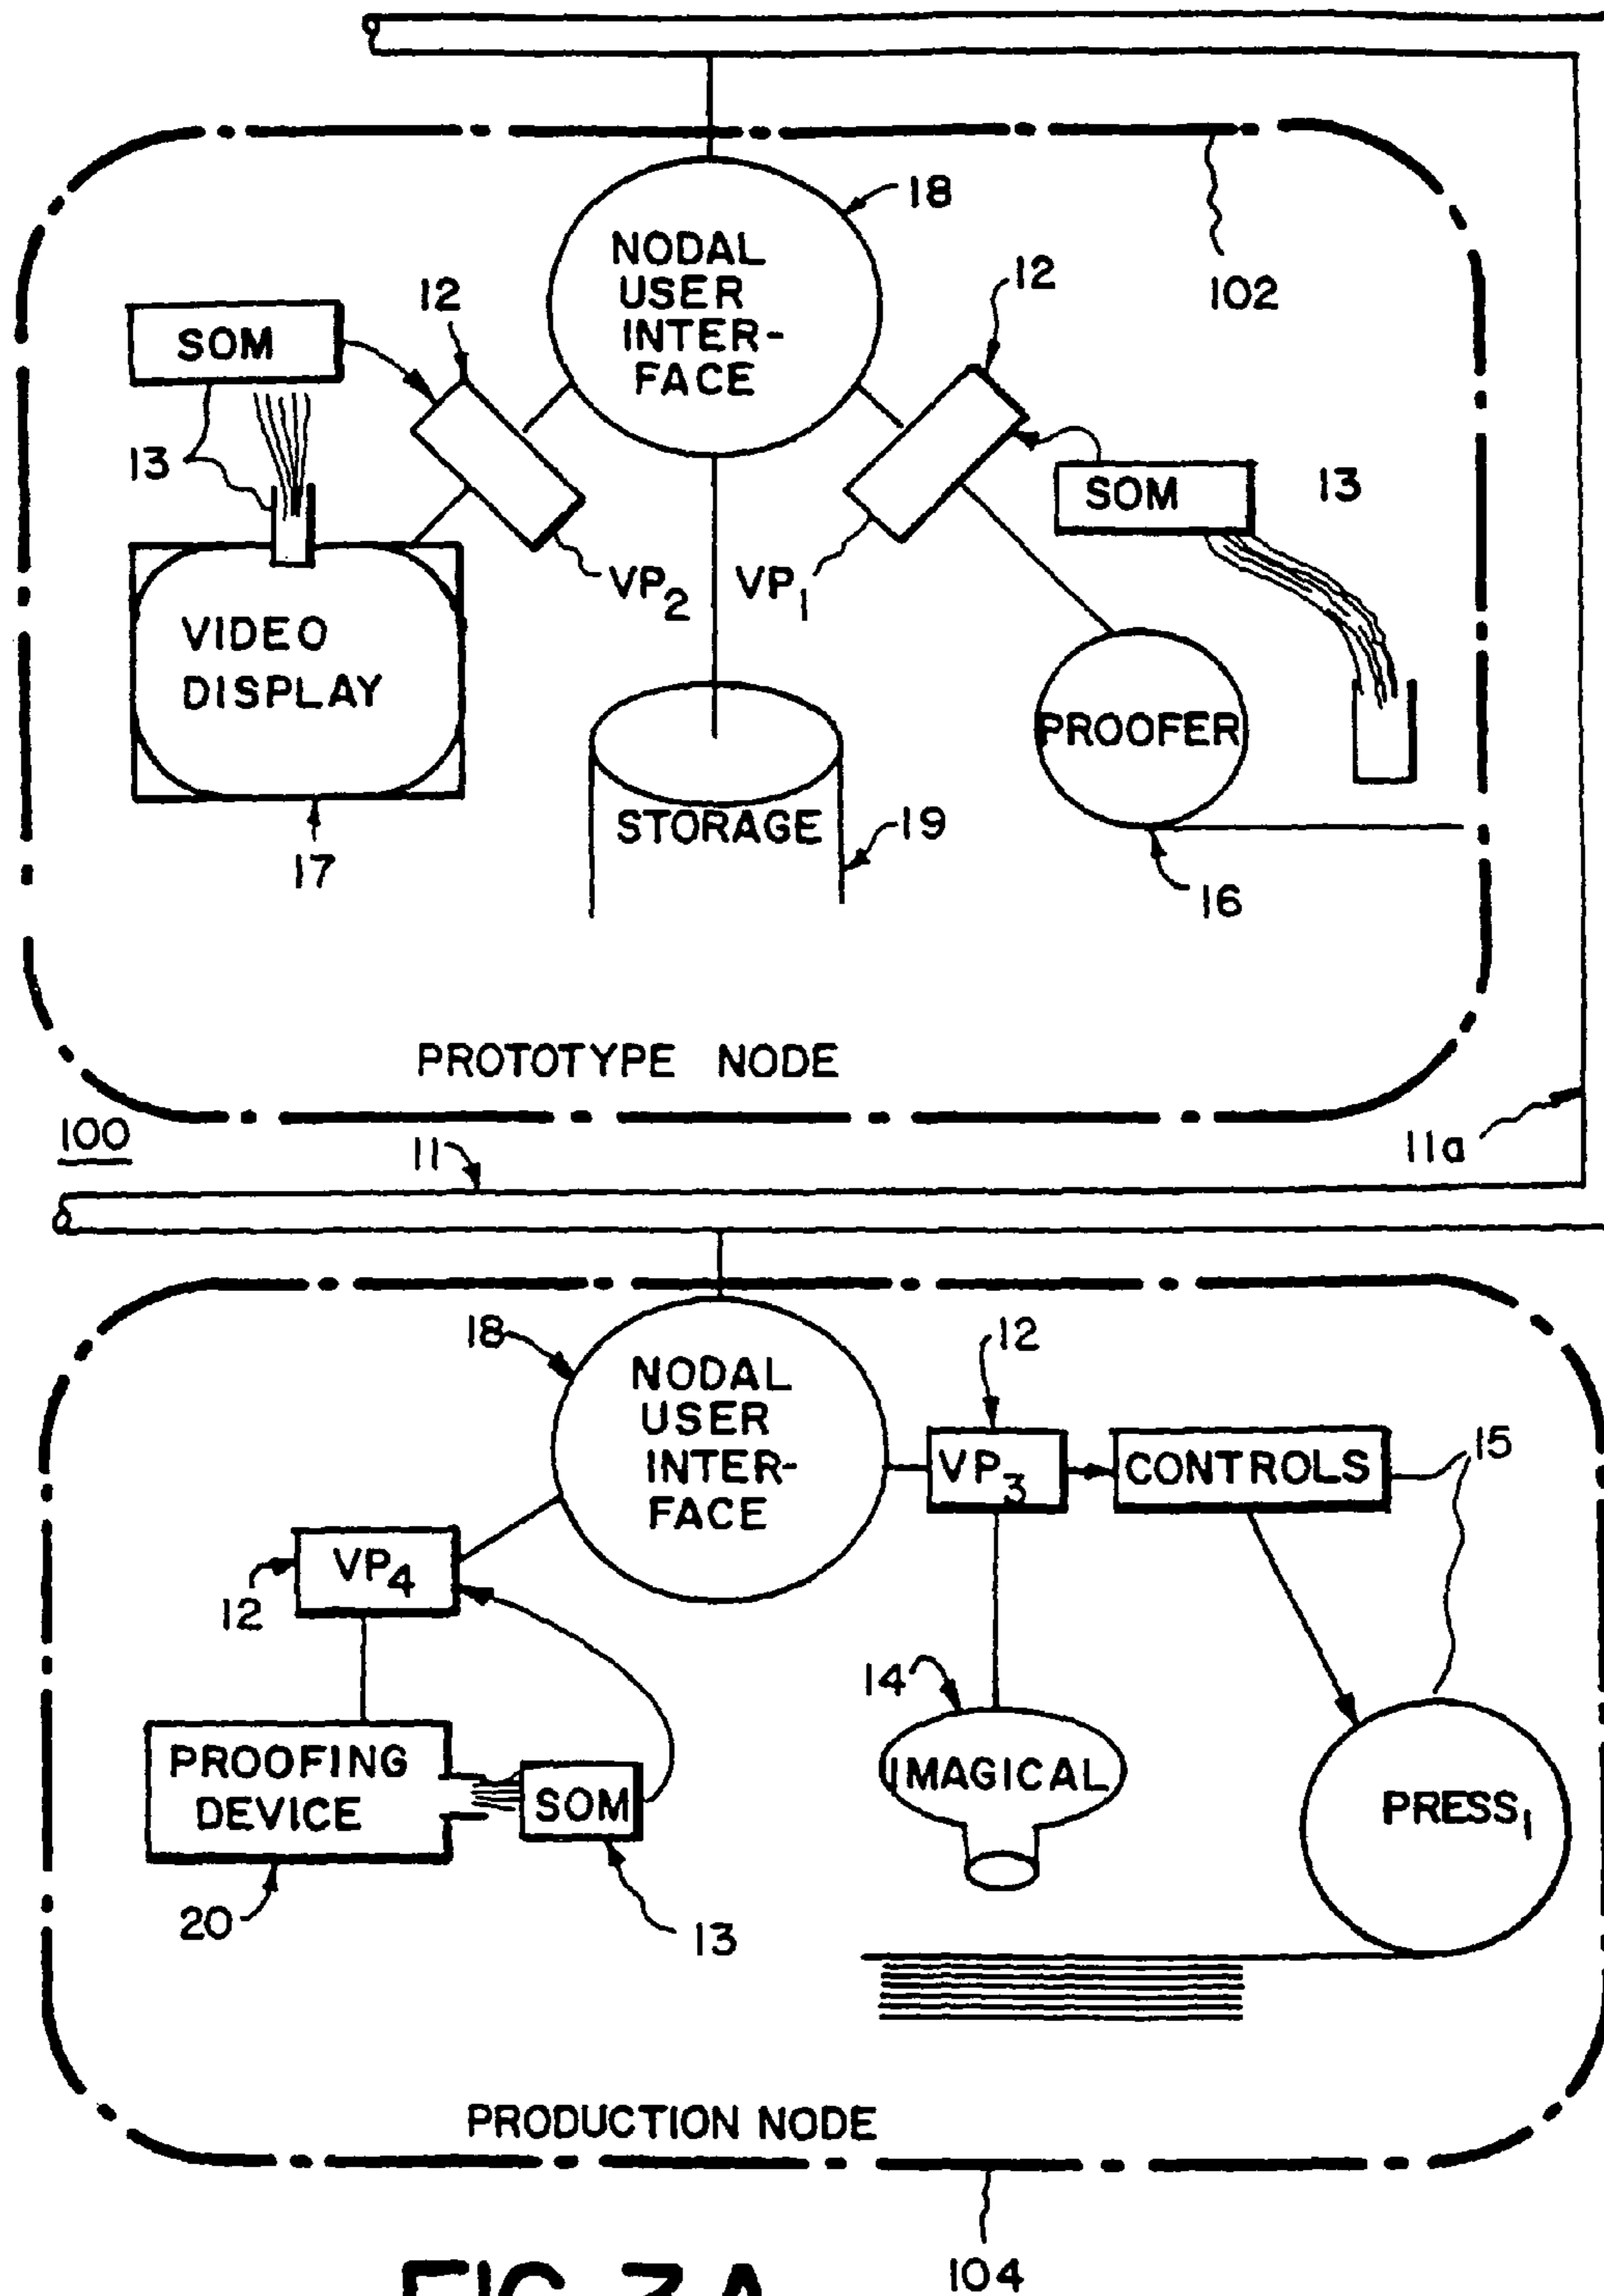 18
NODAL
USER
INTER-
FACE
12
12
102
SOM
13
SOM
13
VP2
VP1
VIDEO
DISPLAY
PROOFER
STORAGE
19
17
16
PROTOTYPE NODE
100
11
11a
18
12
NODAL
USER
INTER-
FACE
VP3
CONTROLS
15
VP4
12
14
PROOFING
DEVICE
SOM
IMAGICAL
PRESS1
20
13
PRODUCTION NODE
104
FIG. 3A